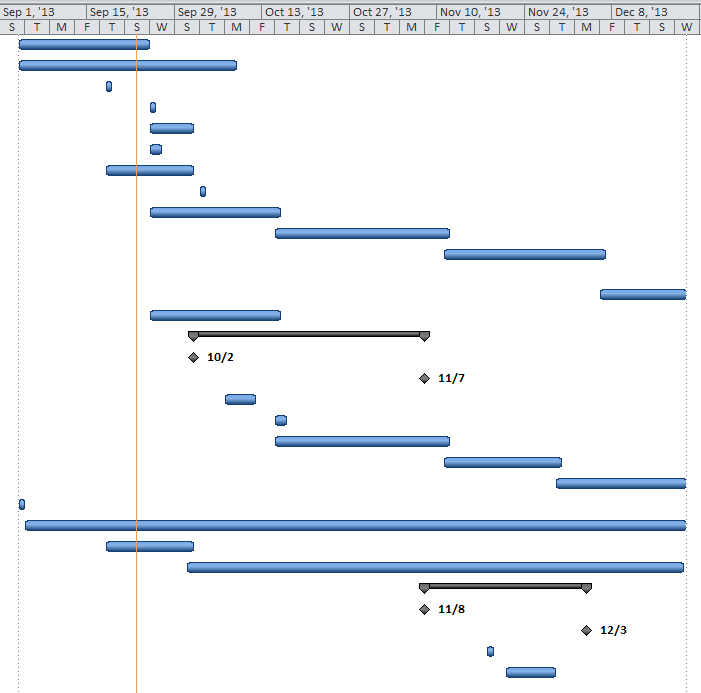 Sep 1, '13 Sep 15, '13 Sep 29, '13 Oct 13, '13 Oct 27, '13 Nov 10, '13 Nov 24, '13 Dec 8, '13
S T M F T S W S T M F T S W S T M F T S W S T M F T S W
10/2
11/7
11/8
12/3